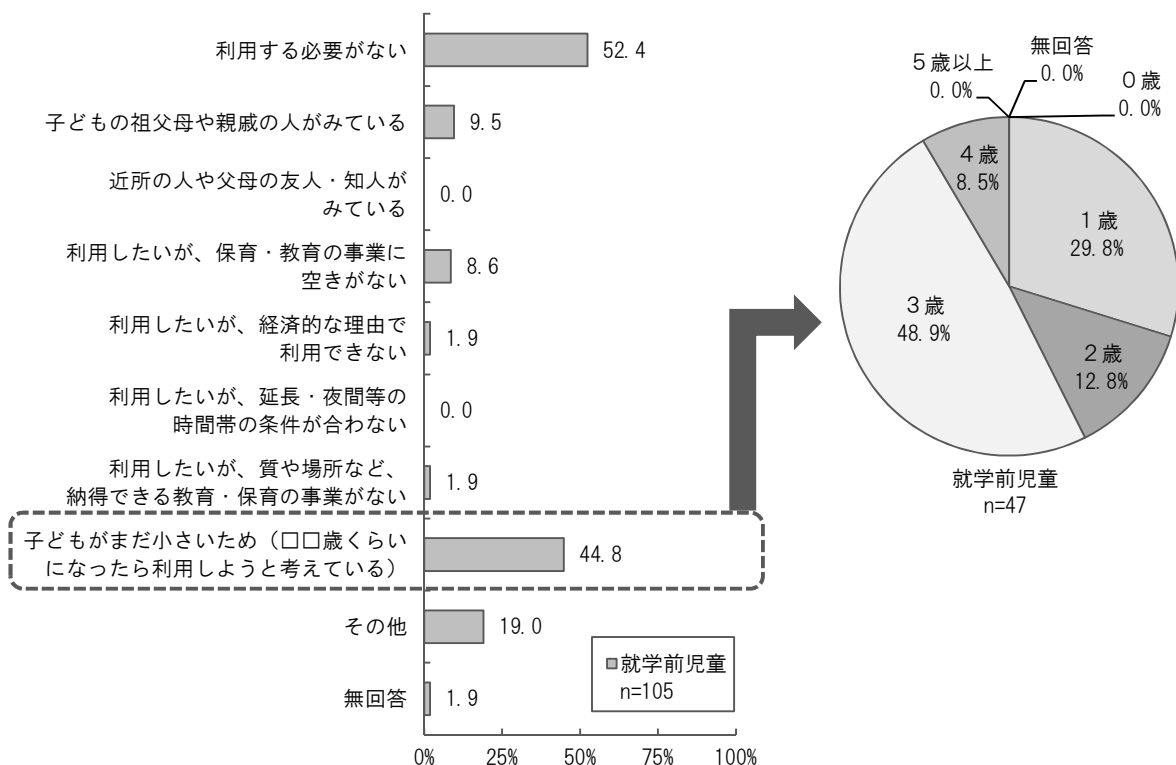 利用する必要がない
52.4
子どもの祖父母や親戚の人がみている
9.5
近所の人や父母の友人・知人が
みている
0.0
利用したいが、保育・教育の事業に
空きがない
8.6
利用したいが、経済的な理由で
利用できない
1.9
利用したいが、延長・夜間等の
時間帯の条件が合わない
0.0
利用したいが、質や場所など、
納得できる教育・保育の事業がない
1.9
子どもがまだ小さいため（□□歳くらい
になったら利用しようと考えている）
44.8
その他
19.0
無回答
1.9
就学前児童
n=105
0%
25%
50%
75%
100%
5歳以上
0.0%
無回答
0.0%
0歳
0.0%
4歳
8.5%
1歳
29.8%
3歳
48.9%
2歳
12.8%
就学前児童
n=47